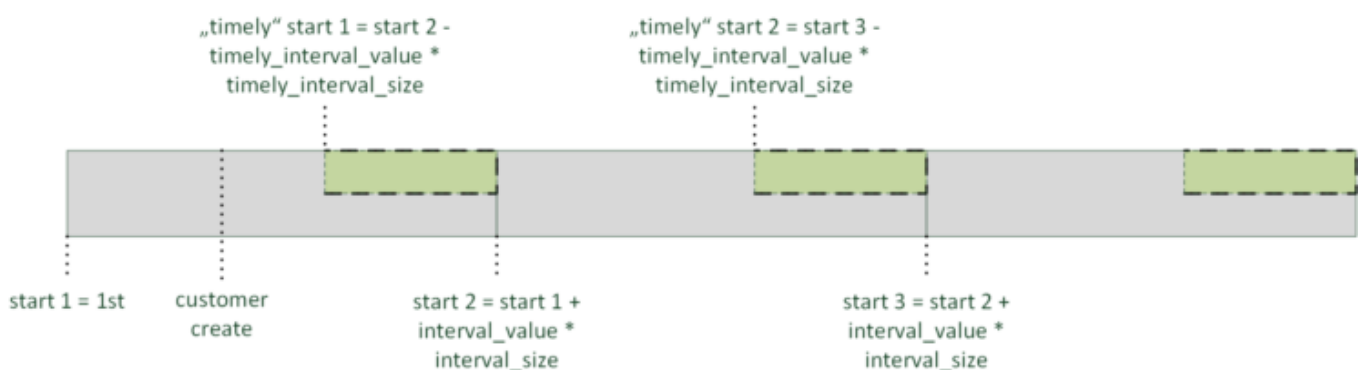 „timely“ start 1 = start 2 -
timely_interval_value *
timely_interval_size
„timely“ start 2 = start 3 -
timely_interval_value *
timely_interval_size
start 1 = 1st
customer
create
start 2 = start 1 +
interval_value *
interval_size
start 3 = start 2 +
interval_value *
interval_size